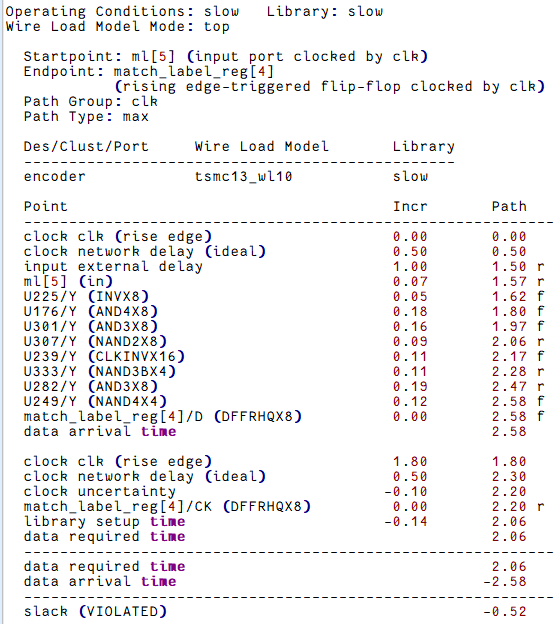 Operating Conditions: slow   Library: slow
Wire Load Model Mode: top
Startpoint: ml[5] (input port clocked by clk)
Endpoint: match_label_reg[4]
(rising edge-triggered flip-flop clocked by clk)
Path Group: clk
Path Type: max
Des/Clust/Port     Wire Load Model       Library
------------------------------------------------
encoder            tsmc13_wl10           slow
Point                                    Incr       Path
-----------------------------------------------------------
clock clk (rise edge)                    0.00       0.00
clock network delay (ideal)              0.50       0.50
input external delay                     1.00       1.50 r
ml[5] (in)                               0.07       1.57 r
U225/Y (INVX8)                           0.05       1.62 f
U176/Y (AND4X8)                          0.18       1.80 f
U301/Y (AND3X8)                          0.16       1.97 f
U307/Y (NAND2X8)                         0.09       2.06 r
U239/Y (CLKINVX16)                       0.11       2.17 f
U333/Y (NAND3BX4)                        0.11       2.28 r
U282/Y (AND3X8)                          0.19       2.47 r
U249/Y (NAND4X4)                         0.12       2.58 f
match_label_reg[4]/D (DFFRHQX8)          0.00       2.58 f
data arrival time                                   2.58
clock clk (rise edge)                    1.80       1.80
clock network delay (ideal)              0.50       2.30
clock uncertainty                       -0.10       2.20
match_label_reg[4]/CK (DFFRHQX8)         0.00       2.20 r
library setup time                      -0.14       2.06
data required time                                  2.06
-----------------------------------------------------------
data required time                                  2.06
data arrival time                                  -2.58
-----------------------------------------------------------
slack (VIOLATED)                                   -0.52